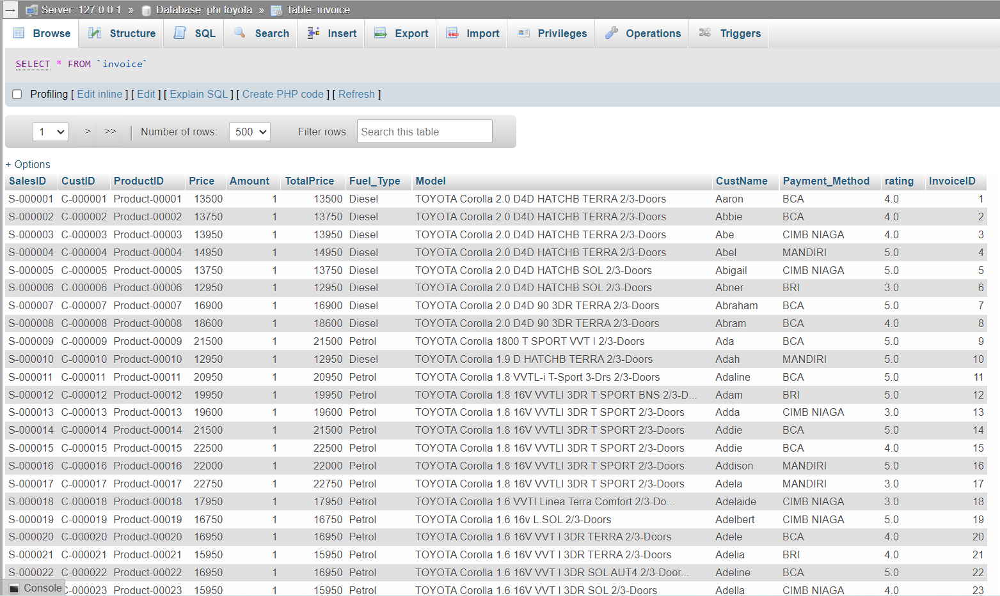 Server: 127.0.0.1 » Database: phi toyota » Table: invoice
Browse Structure SQL Search Insert Export Import Privileges Operations Triggers
SELECT * FROM `invoice`
Profiling [ Edit inline ] [ Edit ] [ Explain SQL ] [ Create PHP code ] [ Refresh ]
1 > >> | Number of rows: 500 Filter rows: Search this table
+ Options
SalesID CustID ProductID Price Amount TotalPrice Fuel_Type Model CustName Payment_Method rating InvoiceID
S-000001 C-000001 Product-00001 13500 1 13500 Diesel TOYOTA Corolla 2.0 D4D HATCHB TERRA 2/3-Doors Aaron BCA 4.0 1
S-000002 C-000002 Product-00002 13750 1 13750 Diesel TOYOTA Corolla 2.0 D4D HATCHB TERRA 2/3-Doors Abbie BCA 4.0 2
S-000003 C-000003 Product-00003 13950 1 13950 Diesel TOYOTA Corolla 2.0 D4D HATCHB TERRA 2/3-Doors Abe CIMB NIAGA 4.0 3
S-000004 C-000004 Product-00004 14950 1 14950 Diesel TOYOTA Corolla 2.0 D4D HATCHB TERRA 2/3-Doors Abel MANDIRI 5.0 4
S-000005 C-000005 Product-00005 13750 1 13750 Diesel TOYOTA Corolla 2.0 D4D HATCHB SOL 2/3-Doors Abigail CIMB NIAGA 5.0 5
S-000006 C-000006 Product-00006 12950 1 12950 Diesel TOYOTA Corolla 2.0 D4D HATCHB SOL 2/3-Doors Abner BRI 3.0 6
S-000007 C-000007 Product-00007 16900 1 16900 Diesel TOYOTA Corolla 2.0 D4D 90 3DR TERRA 2/3-Doors Abraham BCA 5.0 7
S-000008 C-000008 Product-00008 18600 1 18600 Diesel TOYOTA Corolla 2.0 D4D 90 3DR TERRA 2/3-Doors Abram BCA 4.0 8
S-000009 C-000009 Product-00009 21500 1 21500 Petrol TOYOTA Corolla 1800 T SPORT VVT I 2/3-Doors Ada BCA 5.0 9
S-000010 C-000010 Product-00010 12950 1 12950 Diesel TOYOTA Corolla 1.9 D HATCHB TERRA 2/3-Doors Adah MANDIRI 5.0 10
S-000011 C-000011 Product-00011 20950 1 20950 Petrol TOYOTA Corolla 1.8 VVTL-i T-Sport 3-Drs 2/3-Doors Adaline BCA 5.0 11
S-000012 C-000012 Product-00012 19950 1 19950 Petrol TOYOTA Corolla 1.8 16V VVTLI 3DR T SPORT BNS 2/3-D... Adam BRI 5.0 12
S-000013 C-000013 Product-00013 19600 1 19600 Petrol TOYOTA Corolla 1.8 16V VVTLI 3DR T SPORT 2/3-Doors Adda CIMB NIAGA 3.0 13
S-000014 C-000014 Product-00014 21500 1 21500 Petrol TOYOTA Corolla 1.8 16V VVTLI 3DR T SPORT 2/3-Doors Addie BCA 5.0 14
S-000015 C-000015 Product-00015 22500 1 22500 Petrol TOYOTA Corolla 1.8 16V VVTLI 3DR T SPORT 2/3-Doors Addie BCA 4.0 15
S-000016 C-000016 Product-00016 22000 1 22000 Petrol TOYOTA Corolla 1.8 16V VVTLI 3DR T SPORT 2/3-Doors Addison MANDIRI 5.0 16
S-000017 C-000017 Product-00017 22750 1 22750 Petrol TOYOTA Corolla 1.8 16V VVTLI 3DR T SPORT 2/3-Doors Adela MANDIRI 3.0 17
S-000018 C-000018 Product-00018 17950 1 17950 Petrol TOYOTA Corolla 1.6 VVTI Linea Terra Comfort 2/3-Do... Adelaide CIMB NIAGA 3.0 18
S-000019 C-000019 Product-00019 16750 1 16750 Petrol TOYOTA Corolla 1.6 16v L.SOL 2/3-Doors Adelbert CIMB NIAGA 5.0 19
S-000020 C-000020 Product-00020 16950 1 16950 Petrol TOYOTA Corolla 1.6 16V VVT I 3DR TERRA 2/3-Doors Adele BCA 4.0 20
S-000021 C-000021 Product-00021 15950 1 15950 Petrol TOYOTA Corolla 1.6 16V VVT I 3DR TERRA 2/3-Doors Adelia BRI 4.0 21
S-000022 C-000022 Product-00022 16950 1 16950 Petrol TOYOTA Corolla 1.6 16V VVT I 3DR SOL AUT4 2/3-Door... Adeline BCA 5.0 22
Console -000023 Product-00023 15950 1 15950 Petrol TOYOTA Corolla 1.6 16V VVT I 3DR SOL 2/3-Doors Adella CIMB NIAGA 4.0 23